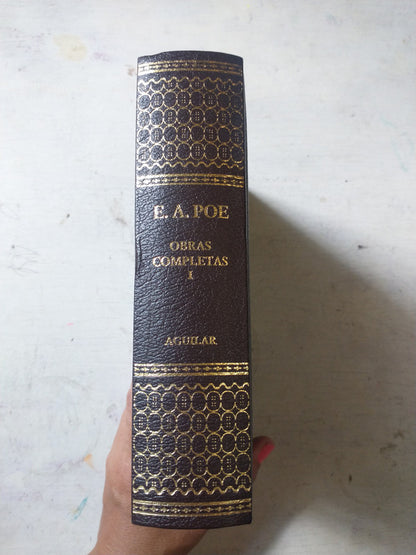 E. A. POE
OBRAS
COMPLETAS
I
AGUILAR